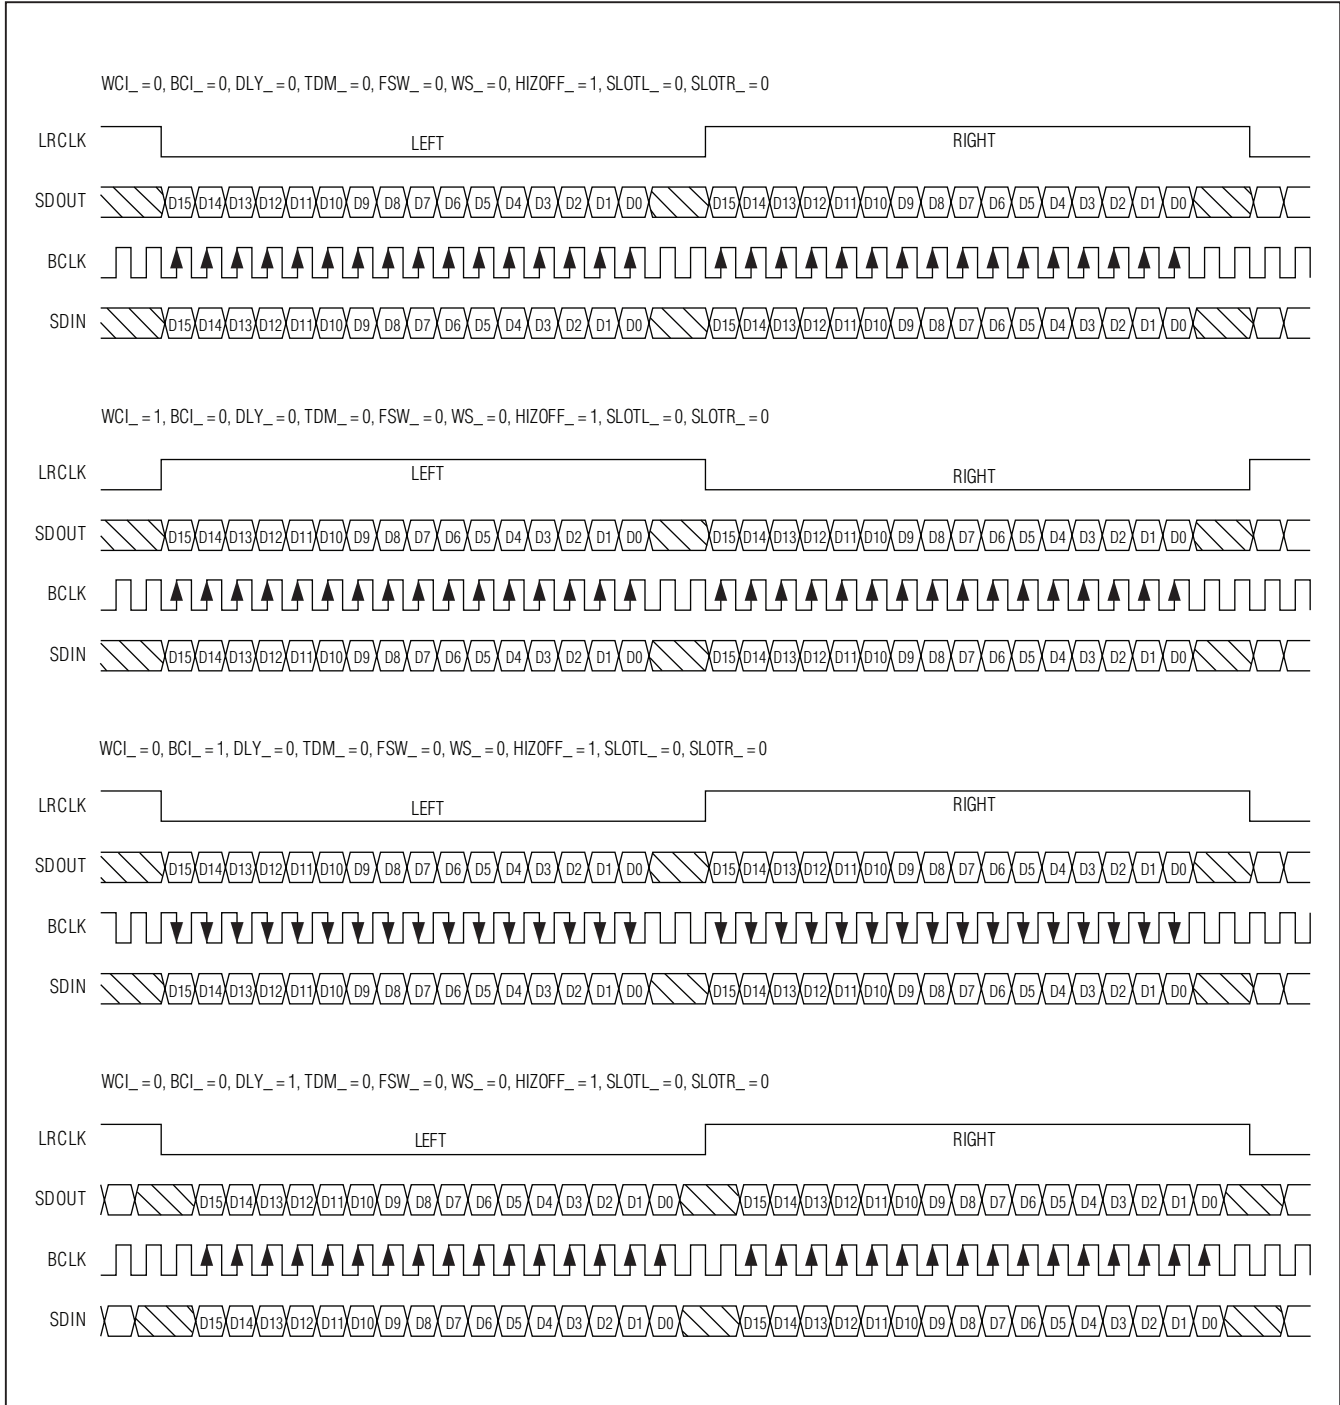 WCI_ = 0, BCI_ = 0, DLY_ = 0, TDM_ = 0, FSW_ = 0, WS_ = 0, HIZOFF_ = 1, SLOTL_ = 0, SLOTR_ = 0
LRCLK LEFT RIGHT
SDOUT D15 D14 D13 D12 D11 D10 D9 D8 D7 D6 D5 D4 D3 D2 D1 D0 D15 D14 D13 D12 D11 D10 D9 D8 D7 D6 D5 D4 D3 D2 D1 D0
BCLK
SDIN D15 D14 D13 D12 D11 D10 D9 D8 D7 D6 D5 D4 D3 D2 D1 D0 D15 D14 D13 D12 D11 D10 D9 D8 D7 D6 D5 D4 D3 D2 D1 D0
WCI_ = 1, BCI_ = 0, DLY_ = 0, TDM_ = 0, FSW_ = 0, WS_ = 0, HIZOFF_ = 1, SLOTL_ = 0, SLOTR_ = 0
LRCLK LEFT RIGHT
SDOUT D15 D14 D13 D12 D11 D10 D9 D8 D7 D6 D5 D4 D3 D2 D1 D0 D15 D14 D13 D12 D11 D10 D9 D8 D7 D6 D5 D4 D3 D2 D1 D0
BCLK
SDIN D15 D14 D13 D12 D11 D10 D9 D8 D7 D6 D5 D4 D3 D2 D1 D0 D15 D14 D13 D12 D11 D10 D9 D8 D7 D6 D5 D4 D3 D2 D1 D0
WCI_ = 0, BCI_ = 1, DLY_ = 0, TDM_ = 0, FSW_ = 0, WS_ = 0, HIZOFF_ = 1, SLOTL_ = 0, SLOTR_ = 0
LRCLK LEFT RIGHT
SDOUT D15 D14 D13 D12 D11 D10 D9 D8 D7 D6 D5 D4 D3 D2 D1 D0 D15 D14 D13 D12 D11 D10 D9 D8 D7 D6 D5 D4 D3 D2 D1 D0
BCLK
SDIN D15 D14 D13 D12 D11 D10 D9 D8 D7 D6 D5 D4 D3 D2 D1 D0 D15 D14 D13 D12 D11 D10 D9 D8 D7 D6 D5 D4 D3 D2 D1 D0
WCI_ = 0, BCI_ = 0, DLY_ = 1, TDM_ = 0, FSW_ = 0, WS_ = 0, HIZOFF_ = 1, SLOTL_ = 0, SLOTR_ = 0
LRCLK LEFT RIGHT
SDOUT D15 D14 D13 D12 D11 D10 D9 D8 D7 D6 D5 D4 D3 D2 D1 D0 D15 D14 D13 D12 D11 D10 D9 D8 D7 D6 D5 D4 D3 D2 D1 D0
BCLK
SDIN D15 D14 D13 D12 D11 D10 D9 D8 D7 D6 D5 D4 D3 D2 D1 D0 D15 D14 D13 D12 D11 D10 D9 D8 D7 D6 D5 D4 D3 D2 D1 D0